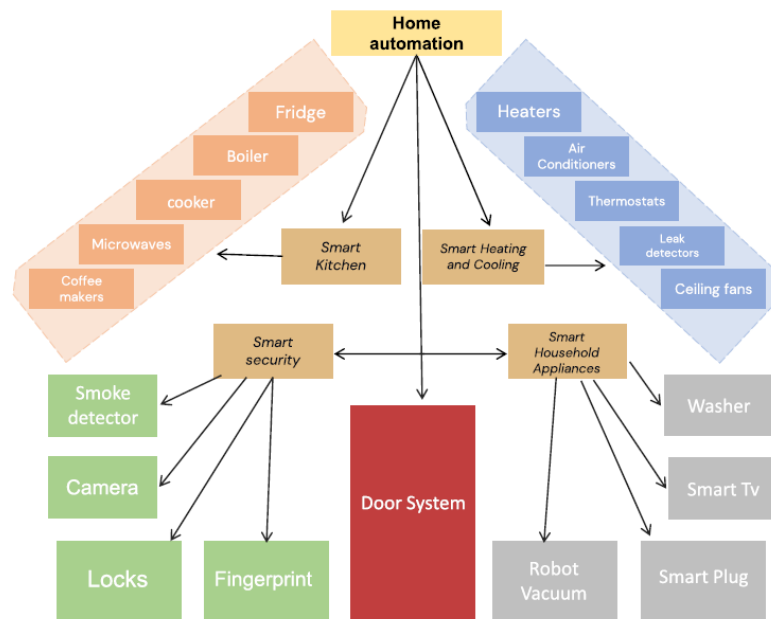 Home
automation
Fridge
Boiler
cooker
Microwaves
Coffee
makers
Heaters
Air
Conditioners
Thermostats
Leak
detectors
Ceiling fans
Smart
Kitchen
Smart Heating
and Cooling
Smart
security
Smart
Household
Appliances
Smoke
detector
Camera
Locks
Fingerprint
Door System
Washer
Smart Tv
Robot
Vacuum
Smart Plug